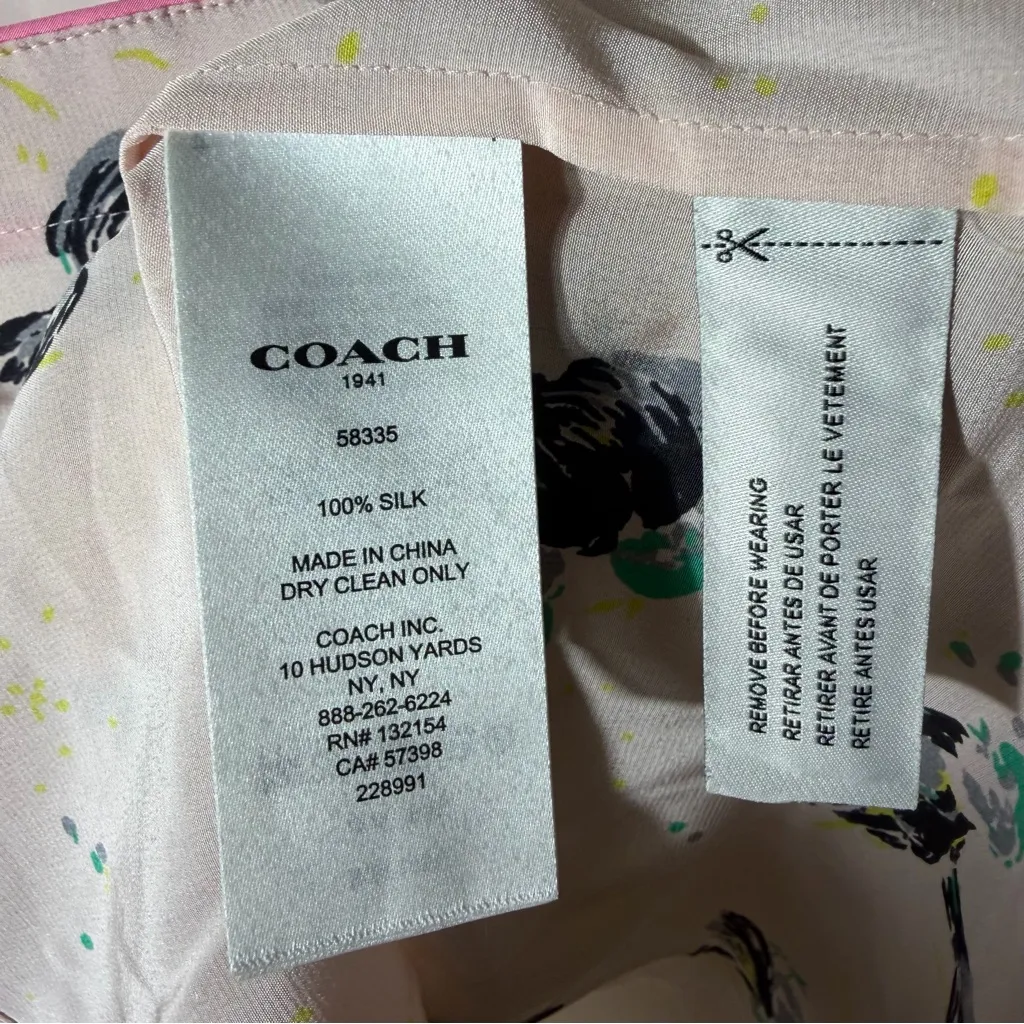 COACH
1941
58335
100% SILK
MADE IN CHINA
DRY CLEAN ONLY
COACH INC.
10 HUDSON YARDS
NY, NY
888-262-6224
RN# 132154
CA# 57398
228991
REMOVE BEFORE WEARING
RETIRAR ANTES DE USAR
RETIRER AVANT DE PORTER LE VETEMENT
RETIRE ANTES USAR